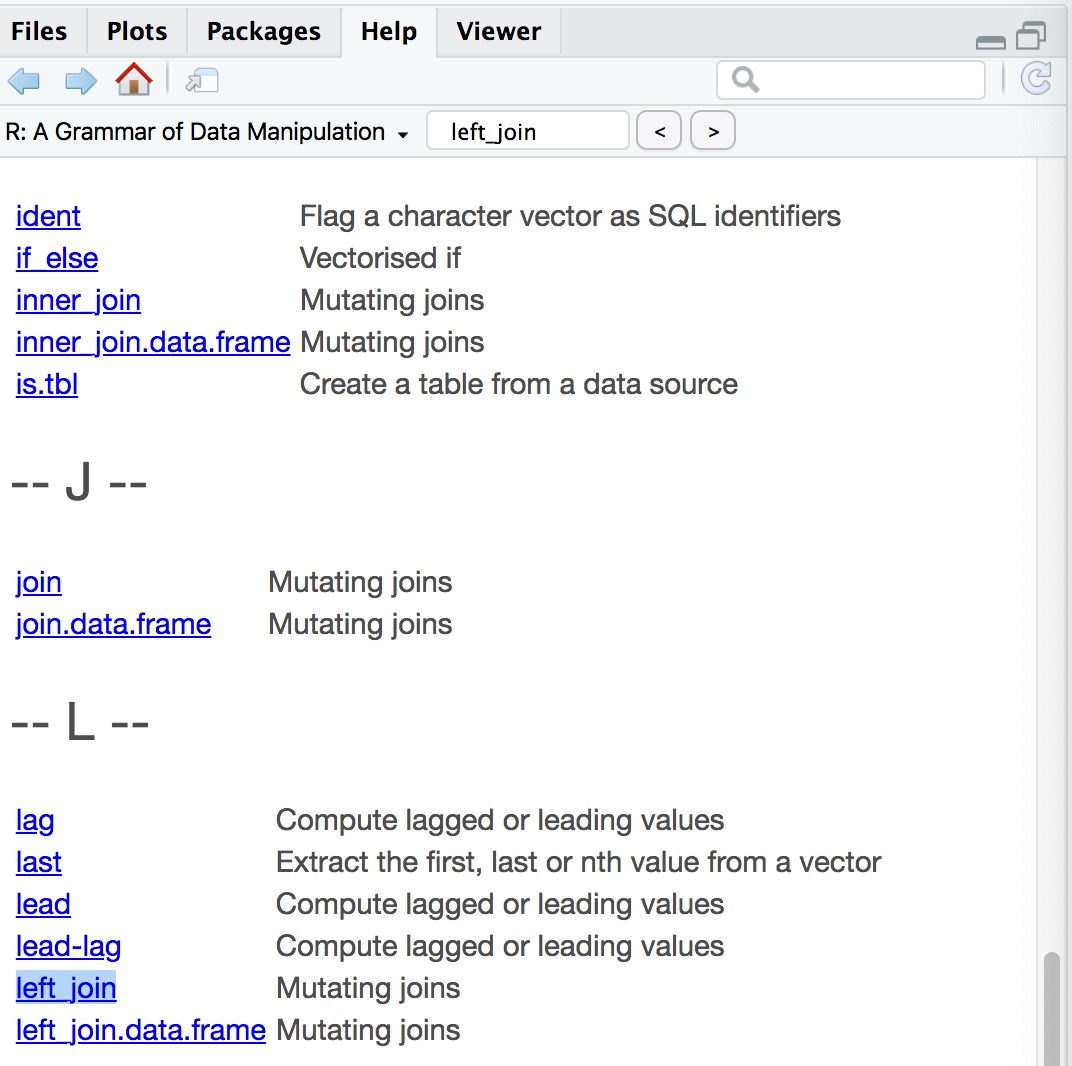 Files Plots Packages Help Viewer
R: A Grammar of Data Manipulation left_join < >
ident Flag a character vector as SQL identifiers
if_else Vectorised if
inner_join Mutating joins
inner_join.data.frame Mutating joins
is.tbl Create a table from a data source
-- J --
join Mutating joins
join.data.frame Mutating joins
-- L --
lag Compute lagged or leading values
last Extract the first, last or nth value from a vector
lead Compute lagged or leading values
lead-lag Compute lagged or leading values
left_join Mutating joins
left_join.data.frame Mutating joins